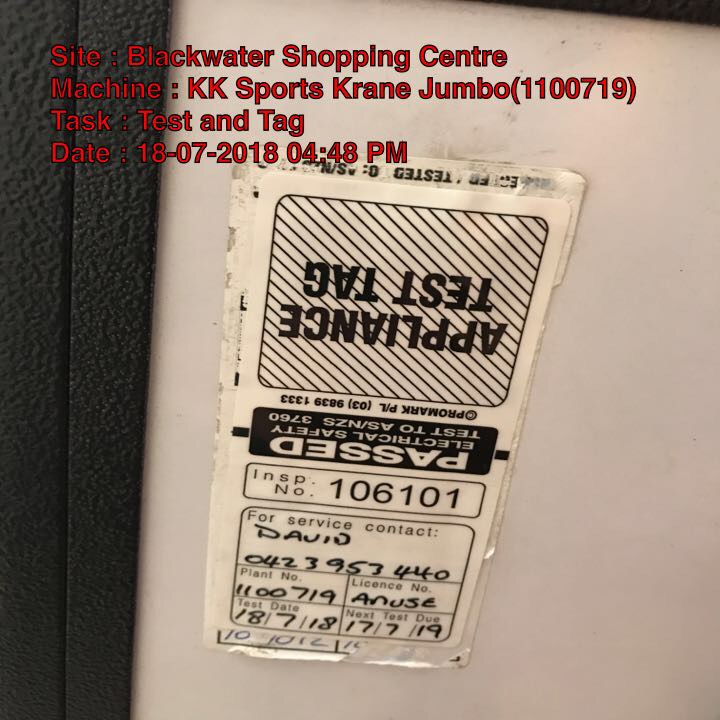 Site : Blackwater Shopping Centre
Machine : KK Sports Krane Jumbo(1100719)
Task : Test and Tag
Date : 18-07-2018 04:48 PM
APPLIANCE
TEST TAG
©PROMARK P/L (03) 9839 1333
PASSED
ELECTRICAL SAFETY
TEST TO AS/NZS 3760
Insp. No. 106101
For service contact:
DAVID
0423953440
Plant No. Licence No.
1100719 AMUSE
Test Date Next Test Due
18/7/18 17/7/19